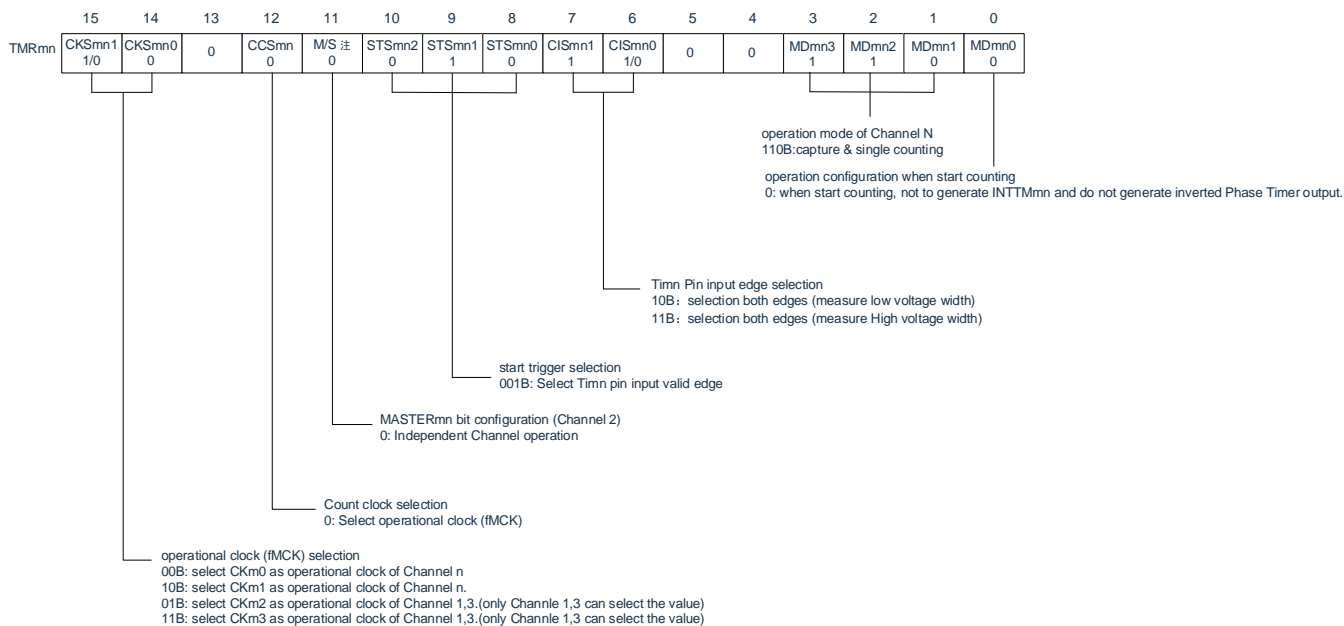 15 14 13 12 11 10 9 8 7 6 5 4 3 2 1 0
TMRmn CKSmn1 CKSmn0 0 CCSmn M/S 注 STSmn2 STSmn1 STSmn0 CISmn1 CISmn0 0 0 MDmn3 MDmn2 MDmn1 MDmn0
1/0 0 0 0 0 1 0 1 1/0 1 1 0 0
operation mode of Channel N
110B:capture & single counting
operation configuration when start counting
0: when start counting, not to generate INTTMmn and do not generate inverted Phase Timer output.
Timn Pin input edge selection
10B：selection both edges (measure low voltage width)
11B：selection both edges (measure High voltage width)
start trigger selection
001B: Select Timn pin input valid edge
MASTERmn bit configuration (Channel 2)
0: Independent Channel operation
Count clock selection
0: Select operational clock (fMCK)
operational clock (fMCK) selection
00B: select CKm0 as operational clock of Channel n
10B: select CKm1 as operational clock of Channel n.
01B: select CKm2 as operational clock of Channel 1,3.(only Channle 1,3 can select the value)
11B: select CKm3 as operational clock of Channel 1,3.(only Channle 1,3 can select the value)